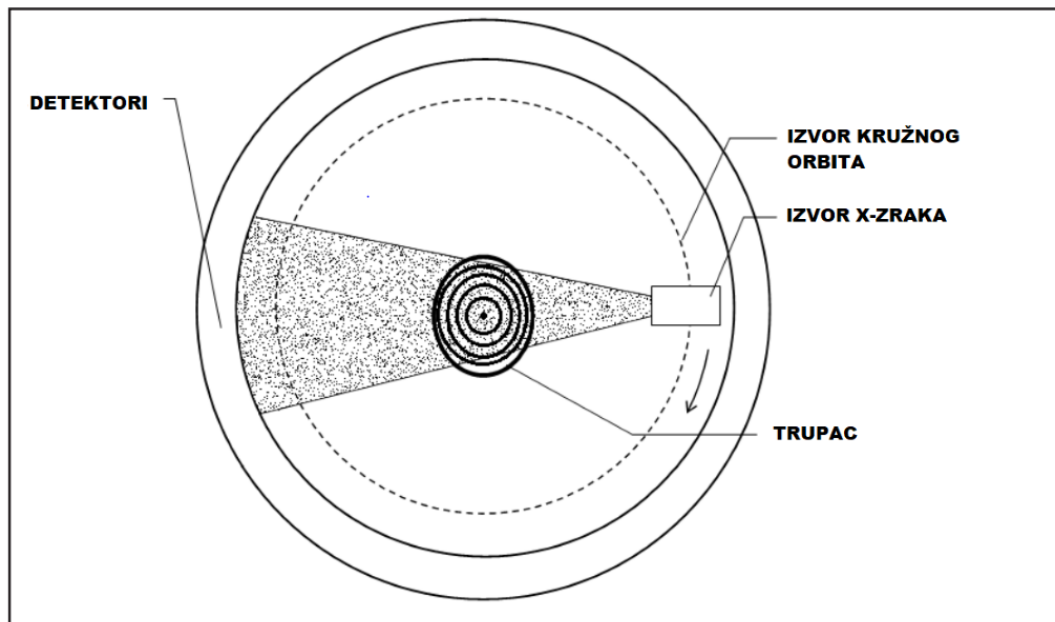 DETEKTORI
IZVOR KRUŽNOG
ORBITA
IZVOR X-ZRAKA
TRUPAC